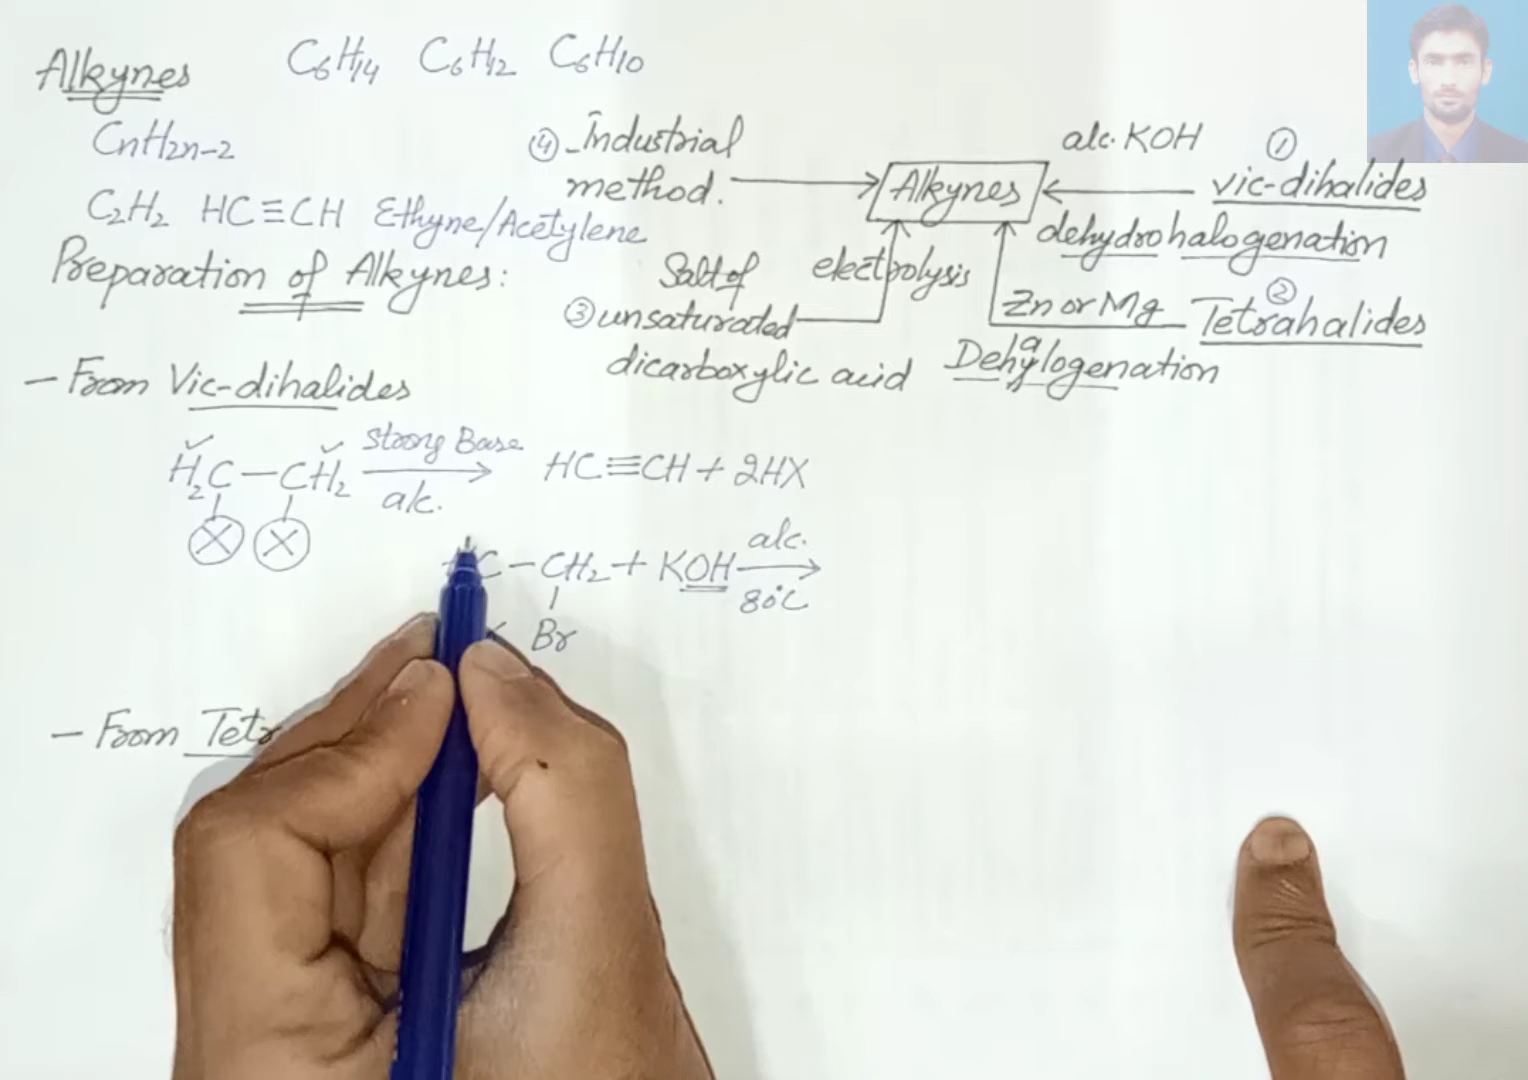 Alkynes C₆H₁₄ C₆H₁₂ C₆H₁₀
CnH2n-2
C₂H₂ HC≡CH Ethyne/Acetylene
Preparation of Alkynes:
④ Industrial
method.
Alkynes
alc. KOH ①
vic-dihalides
dehydrohalogenation
Salt of
③ unsaturated
dicarboxylic acid
electrolysis
Zn or Mg ② Tetrahalides
Dehalogenation
- From Vic-dihalides
H₂C-CH₂ Strong Base HC≡CH + 2HX
alc.
X X
C-CH₂ + KOH alc.
80°C
Br
- From Tetr